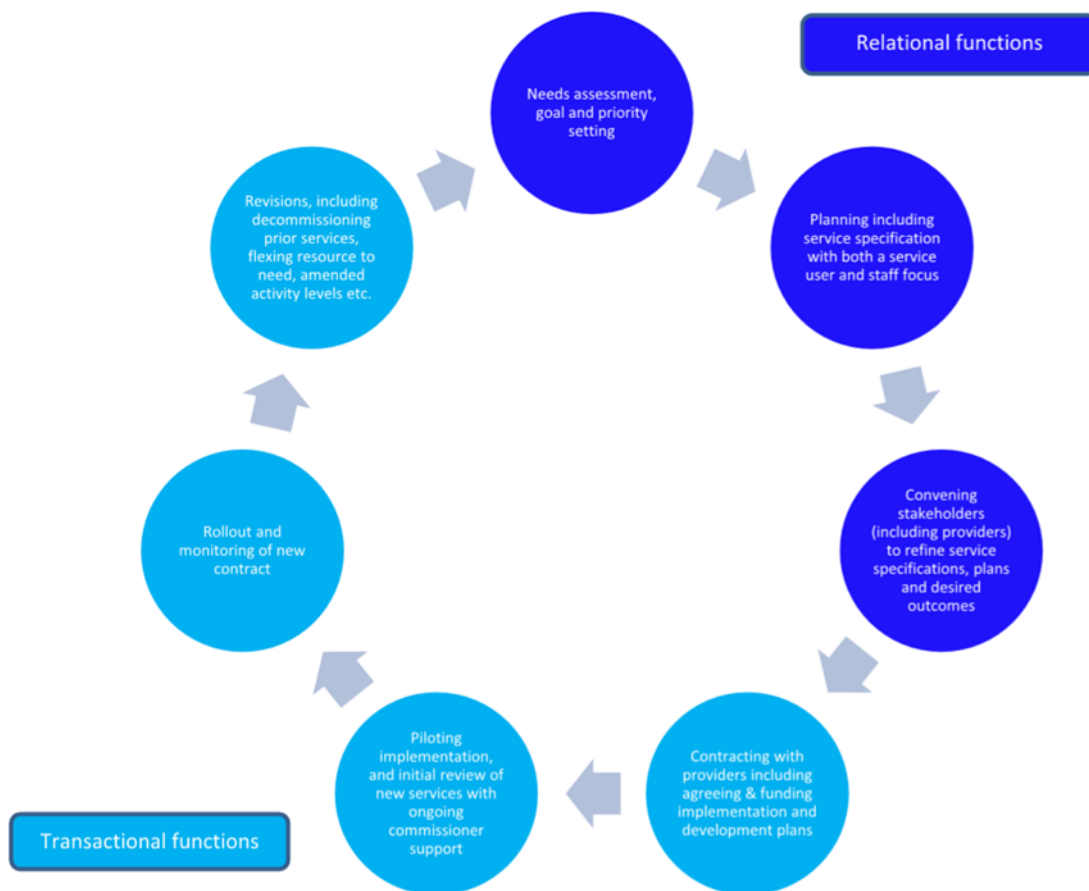 Relational functions
Needs assessment,
goal and priority
setting
Planning including
service specification
with both a service
user and staff focus
Convening
stakeholders
(including providers)
to refine service
specifications, plans
and desired
outcomes
Contracting with
providers including
agreeing & funding
implementation and
development plans
Piloting
implementation,
and initial review of
new services with
ongoing
commissioner
support
Rollout and
monitoring of new
contract
Revisions, including
decommissioning
prior services,
flexing resource to
need, amended
activity levels etc.
Transactional functions